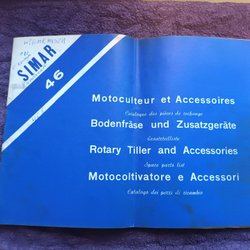 SIMAR
46
Motoculteur et Accessoires
Catalogue des pièces de rechange
Bodenfräse und Zusatzgeräte
Ersatzteilliste
Rotary Tiller and Accessories
Spare parts list
Motocoltivatore e Accessori
Catalogo dei pezzi di ricambio